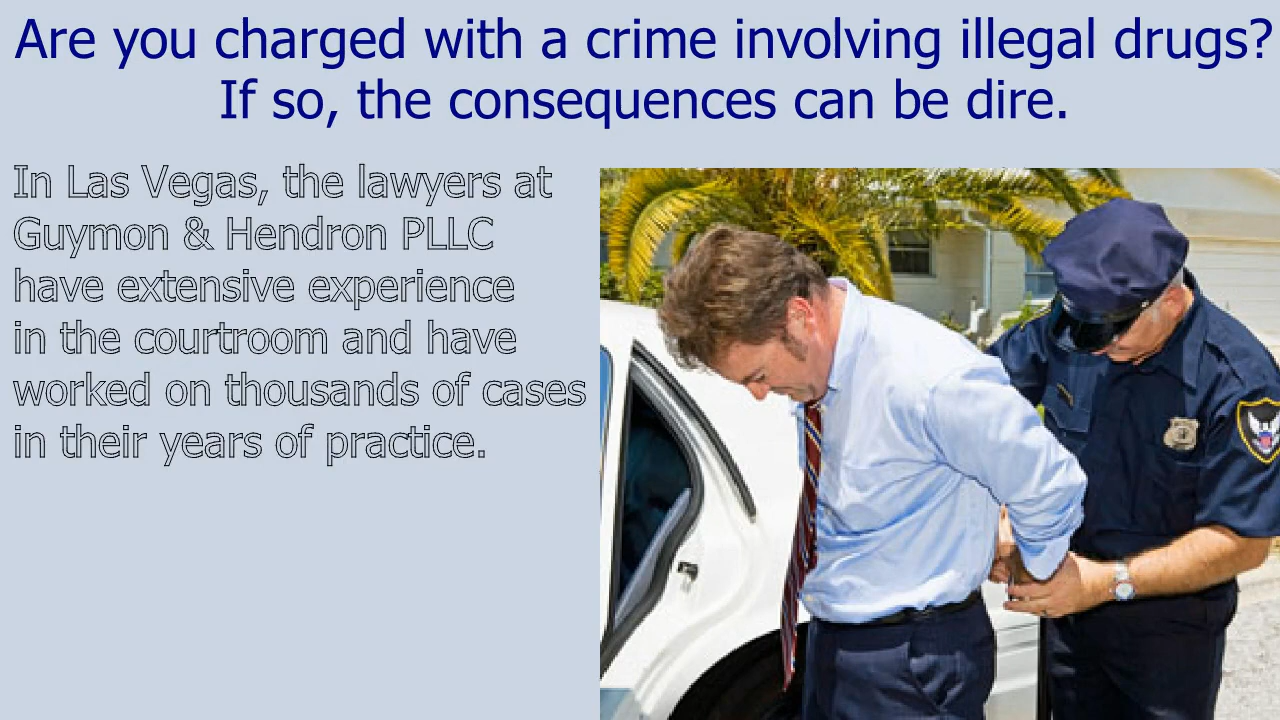 Are you charged with a crime involving illegal drugs?
If so, the consequences can be dire.
In Las Vegas, the lawyers at
Guymon & Hendron PLLC
have extensive experience
in the courtroom and have
worked on thousands of cases
in their years of practice.